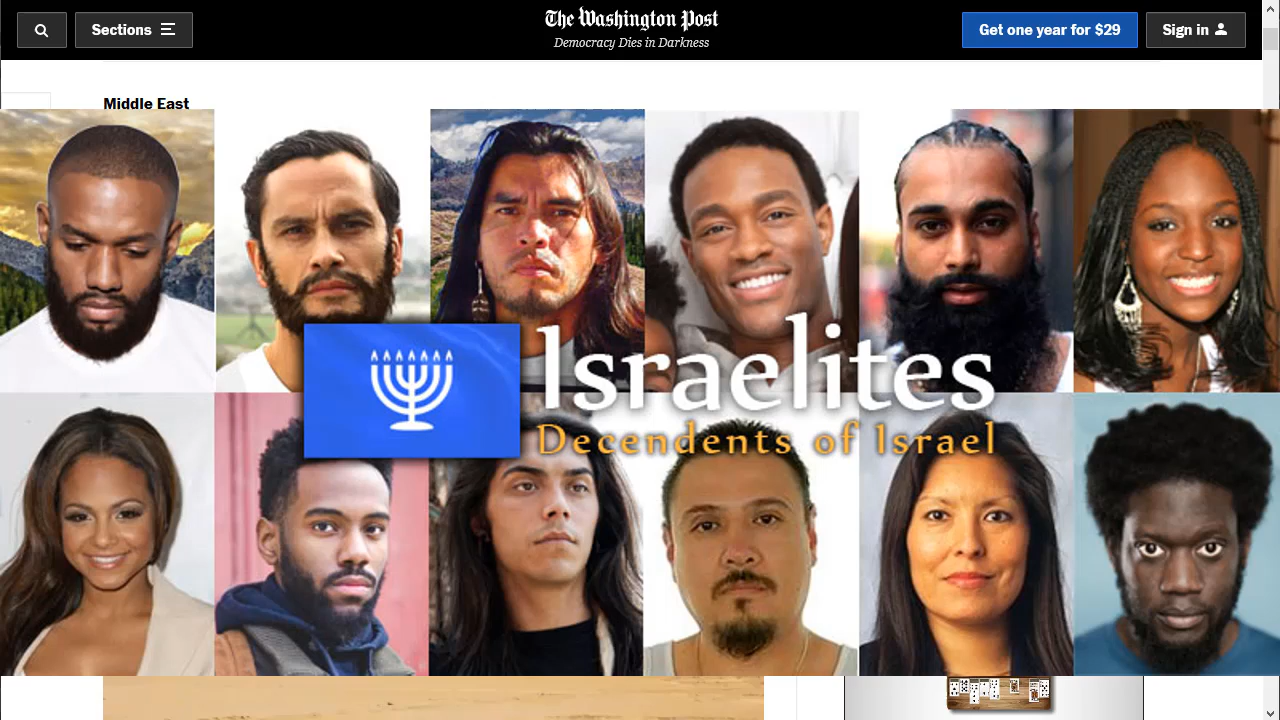 The Washington Post
Democracy Dies in Darkness
Sections
Get one year for $29
Sign in
Middle East
Israelites
Decendents of Israel